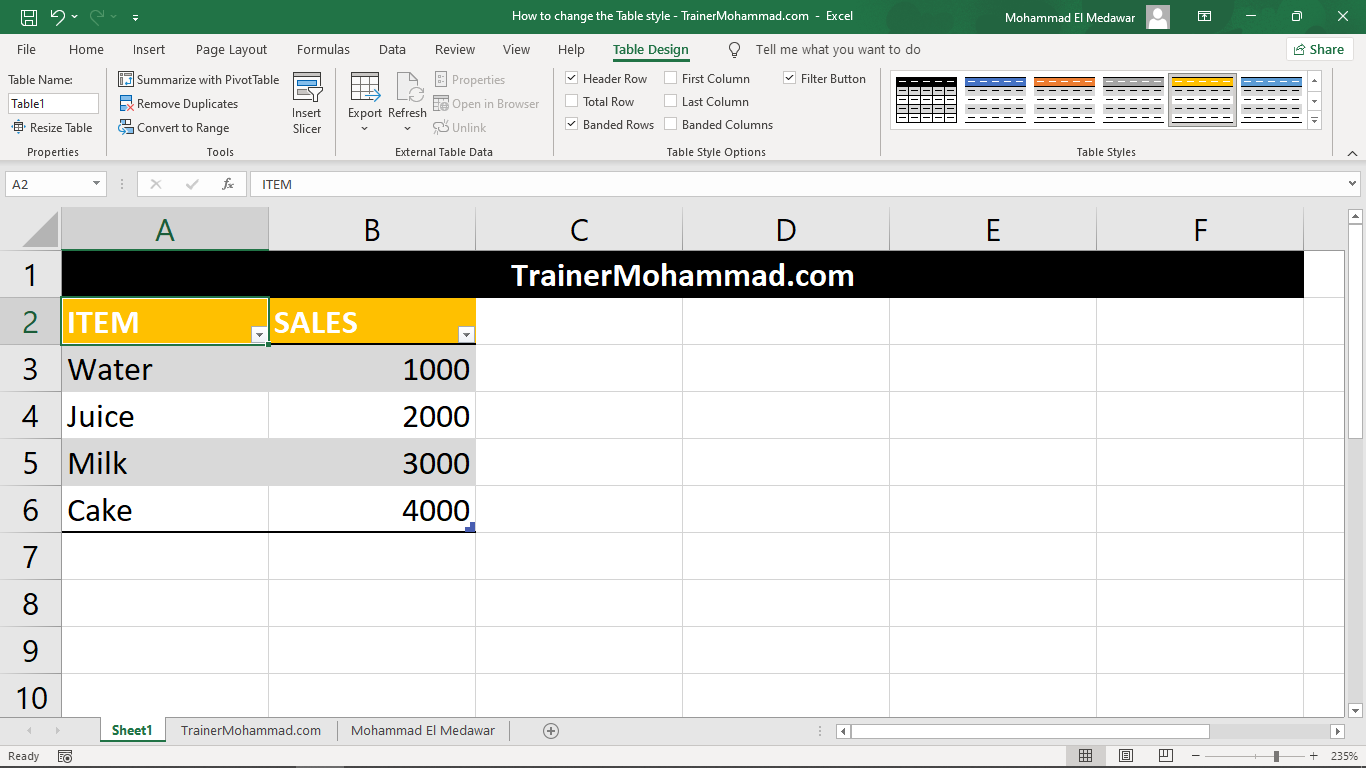 How to change the Table style - TrainerMohammad.com - Excel
Mohammad El Medawar
File Home Insert Page Layout Formulas Data Review View Help Table Design Tell me what you want to do Share
Table Name:
Table1
Resize Table
Properties
Summarize with PivotTable
Remove Duplicates
Convert to Range
Insert
Slicer
Tools
Export
Refresh
Properties
Open in Browser
Unlink
External Table Data
Header Row
Total Row
Banded Rows
First Column
Last Column
Banded Columns
Filter Button
Table Style Options
Table Styles
A2
fx
ITEM
A B C D E F
1 TrainerMohammad.com
2 ITEM SALES
3 Water 1000
4 Juice 2000
5 Milk 3000
6 Cake 4000
7
8
9
10
Sheet1 TrainerMohammad.com Mohammad El Medawar
Ready
235%